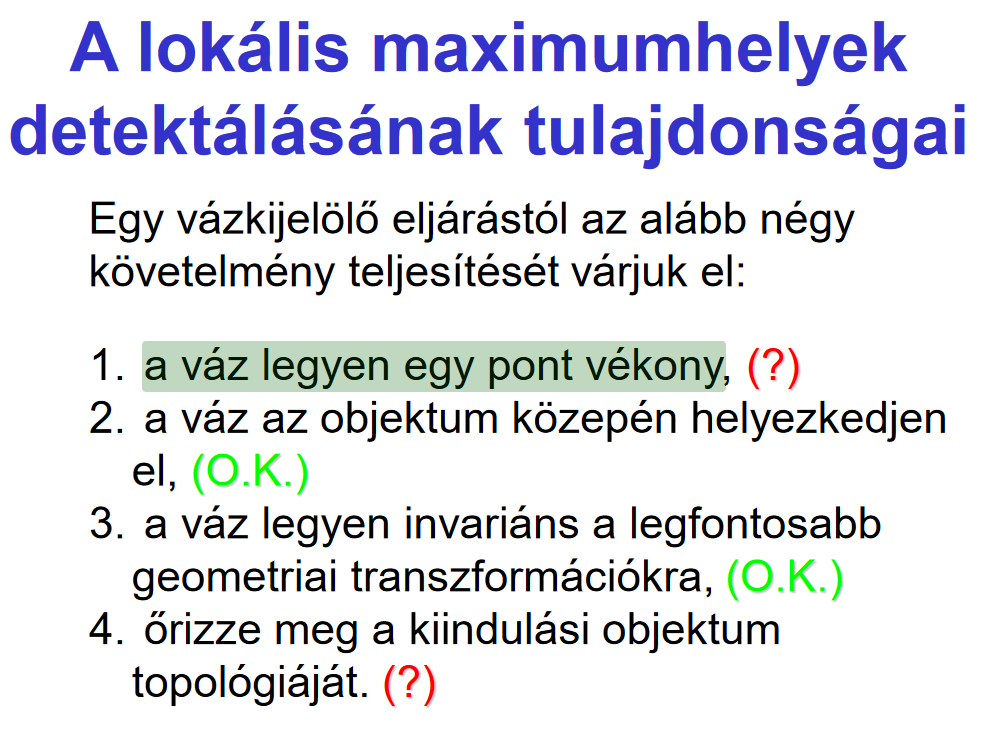 A lokális maximumhelyek
detektálásának tulajdonságai
Egy vázkijelölő eljárástól az alább négy
követelmény teljesítését várjuk el:
1. a váz legyen egy pont vékony, (?)
2. a váz az objektum közepén helyezkedjen
el, (O.K.)
3. a váz legyen invariáns a legfontosabb
geometriai transzformációkra, (O.K.)
4. őrizze meg a kiindulási objektum
topológiáját. (?)